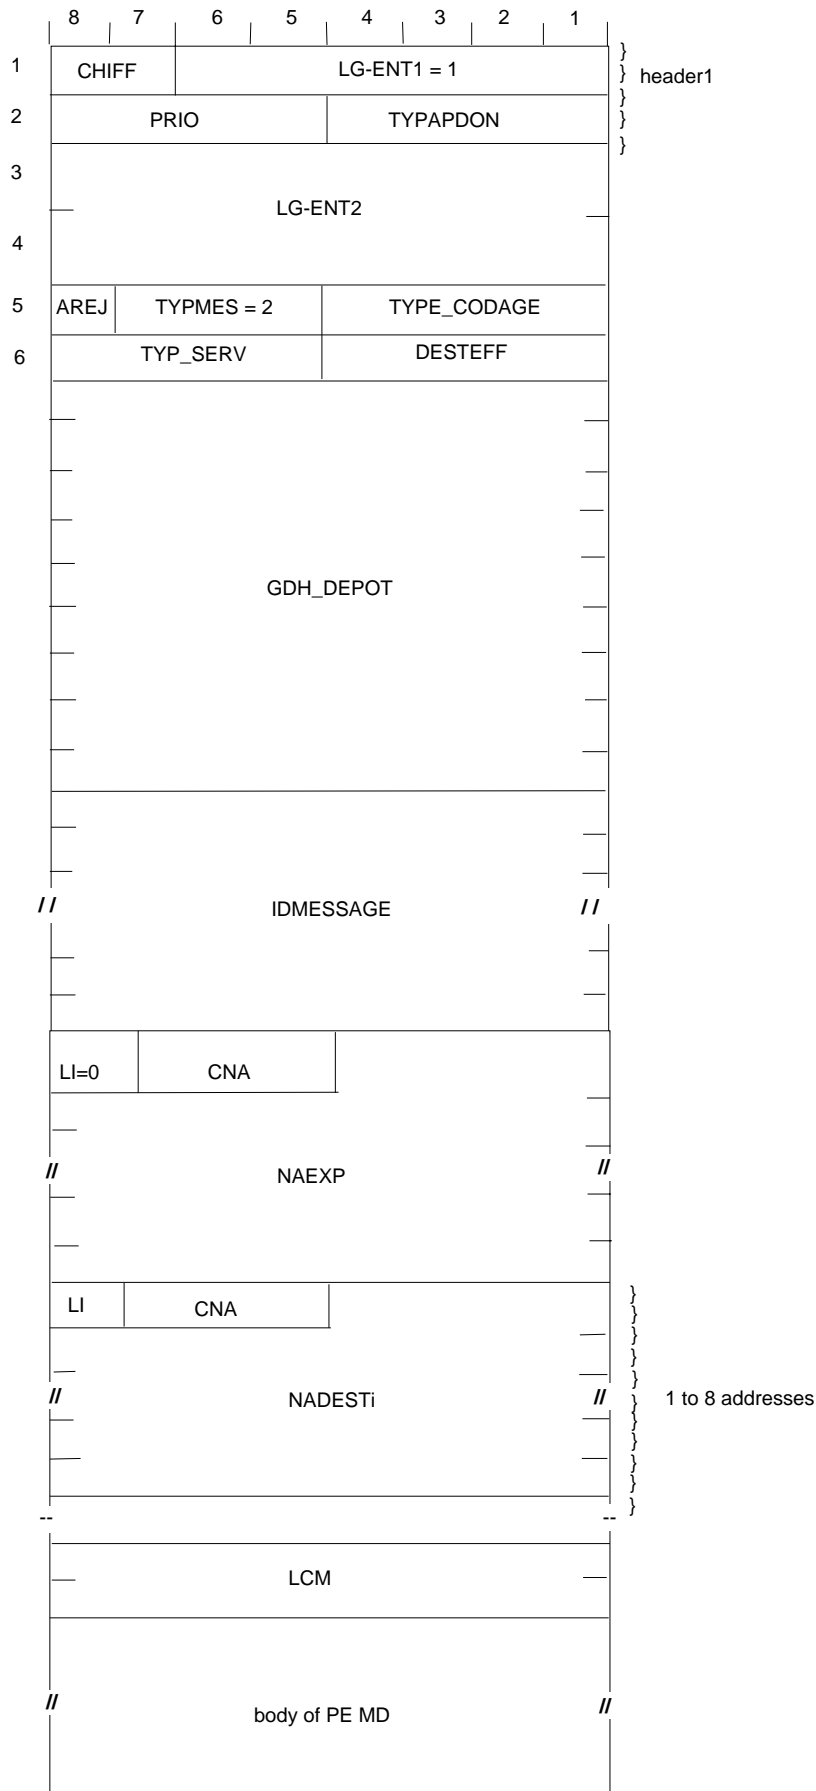 8 7 6 5 4 3 2 1
1 CHIFF LG-ENT1 = 1 } header1
2 PRIO TYPAPDON
3
LG-ENT2
4
5 AREJ TYPMES = 2 TYPE_CODAGE
6 TYP_SERV DESTEFF
GDH_DEPOT
// IDMESSAGE //
LI=0 CNA
// NAEXP //
LI CNA
// NADESTi // 1 to 8 addresses
-- --
LCM
// body of PE MD //